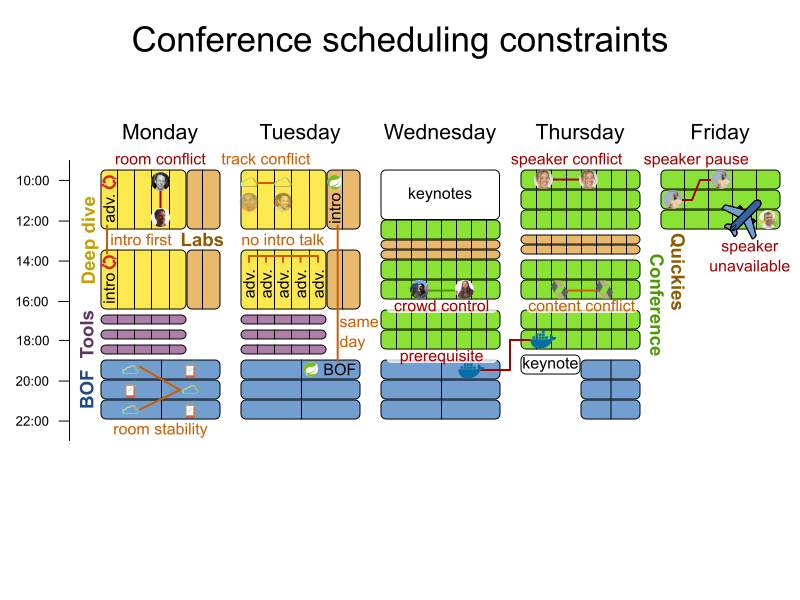 Conference scheduling constraints
Monday
Tuesday
Wednesday
Thursday
Friday
room conflict
track conflict
speaker conflict
speaker pause
10:00
12:00
14:00
16:00
18:00
20:00
22:00
Deep dive
Tools
BOF
adv.
intro
intro first
Labs
no intro talk
adv.
adv.
adv.
adv.
adv.
intro
same
day
BOF
room stability
keynotes
crowd control
prerequisite
content conflict
keynote
speaker
unavailable
Quickies
Conference